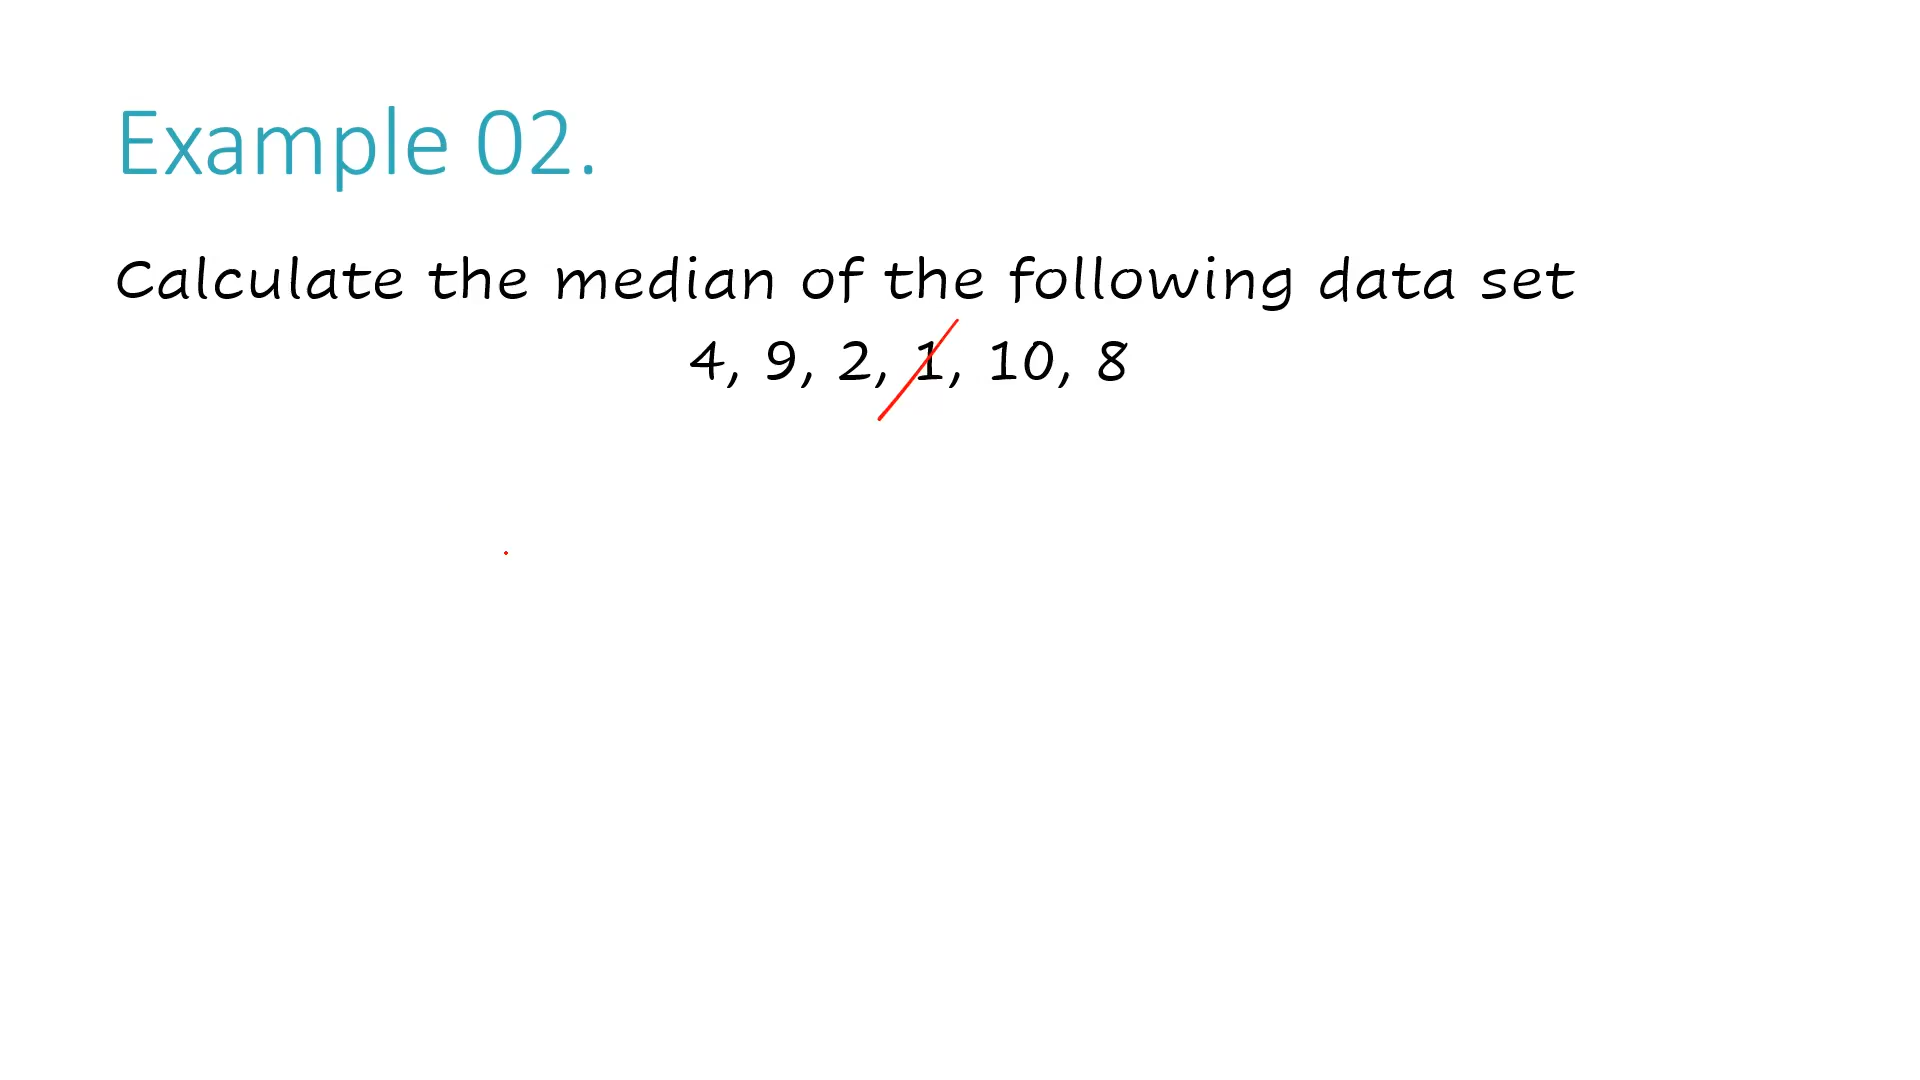 Example 02.
Calculate the median of the following data set
4, 9, 2, 1, 10, 8